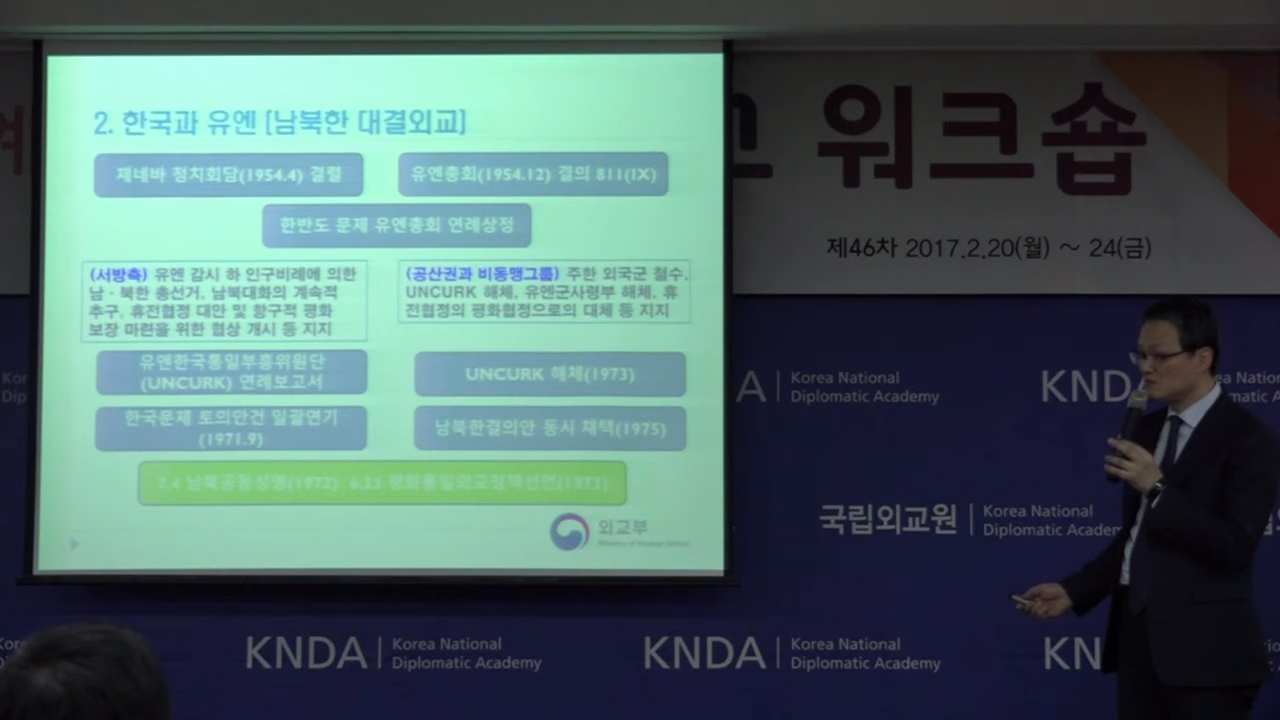 2. 한국과 유엔 [남북한 대결외교]
제네바 정치회담(1954.4) 결렬
유엔총회(1954.12) 결의 811(IX)
한반도 문제 유엔총회 연례상정
(서방측) 유엔 감시 하 인구비례에 의한
남·북한 총선거, 남북대화의 계속적
추구, 휴전협정 대안 및 항구적 평화
보장 마련을 위한 협상 개시 등 지지
(공산권과 비동맹그룹) 주한 외국군 철수,
UNCURK 해체, 유엔군사령부 해체, 휴
전협정의 평화협정으로의 대체 등 지지
유엔한국통일부흥위원단
(UNCURK) 연례보고서
UNCURK 해체(1973)
한국문제 토의안건 일괄연기
(1971.9)
남북한결의안 동시 채택(1975)
7.4 남북공동성명(1972) 6.23 평화통일외교정책선언(1973)
외교부
Ministry of Foreign Affairs
워크숍
제46차 2017.2.20(월) ~ 24(금)
Kor
Dip
A
Korea National
Diplomatic Academy
KND
a Nation
matic A
국립외교원
Korea National
Diplomatic Academ
KNDA
Korea National
Diplomatic Academy
KNDA
Korea National
Diplomatic Academy
KN